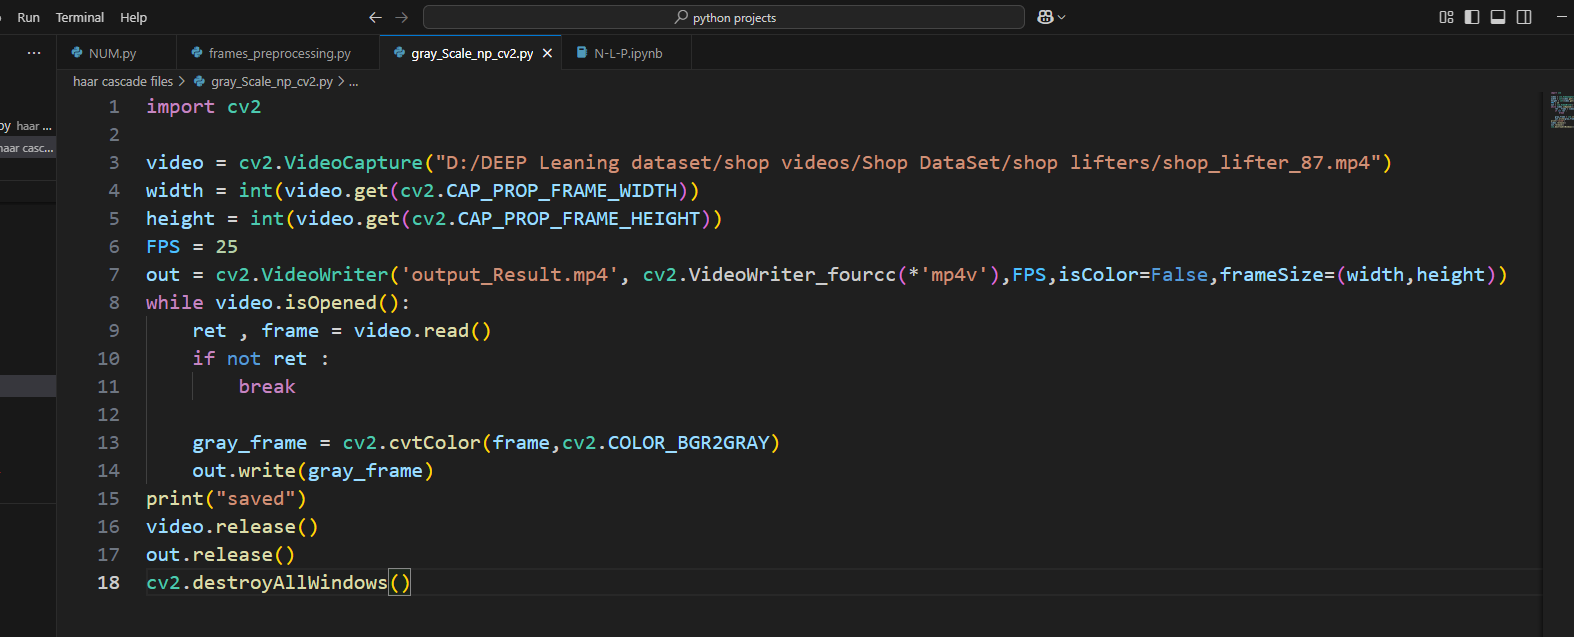 Run Terminal Help python projects
NUM.py frames_preprocessing.py gray_Scale_np_cv2.py N-L-P.ipynb
haar cascade files > gray_Scale_np_cv2.py > ...
py haar ...
haar casc...
1 import cv2
2
3 video = cv2.VideoCapture("D:/DEEP Leaning dataset/shop videos/Shop DataSet/shop lifters/shop_lifter_87.mp4")
4 width = int(video.get(cv2.CAP_PROP_FRAME_WIDTH))
5 height = int(video.get(cv2.CAP_PROP_FRAME_HEIGHT))
6 FPS = 25
7 out = cv2.VideoWriter('output_Result.mp4', cv2.VideoWriter_fourcc(*'mp4v'),FPS,isColor=False,frameSize=(width,height))
8 while video.isOpened():
9     ret , frame = video.read()
10     if not ret :
11         break
12
13     gray_frame = cv2.cvtColor(frame,cv2.COLOR_BGR2GRAY)
14     out.write(gray_frame)
15 print("saved")
16 video.release()
17 out.release()
18 cv2.destroyAllWindows()